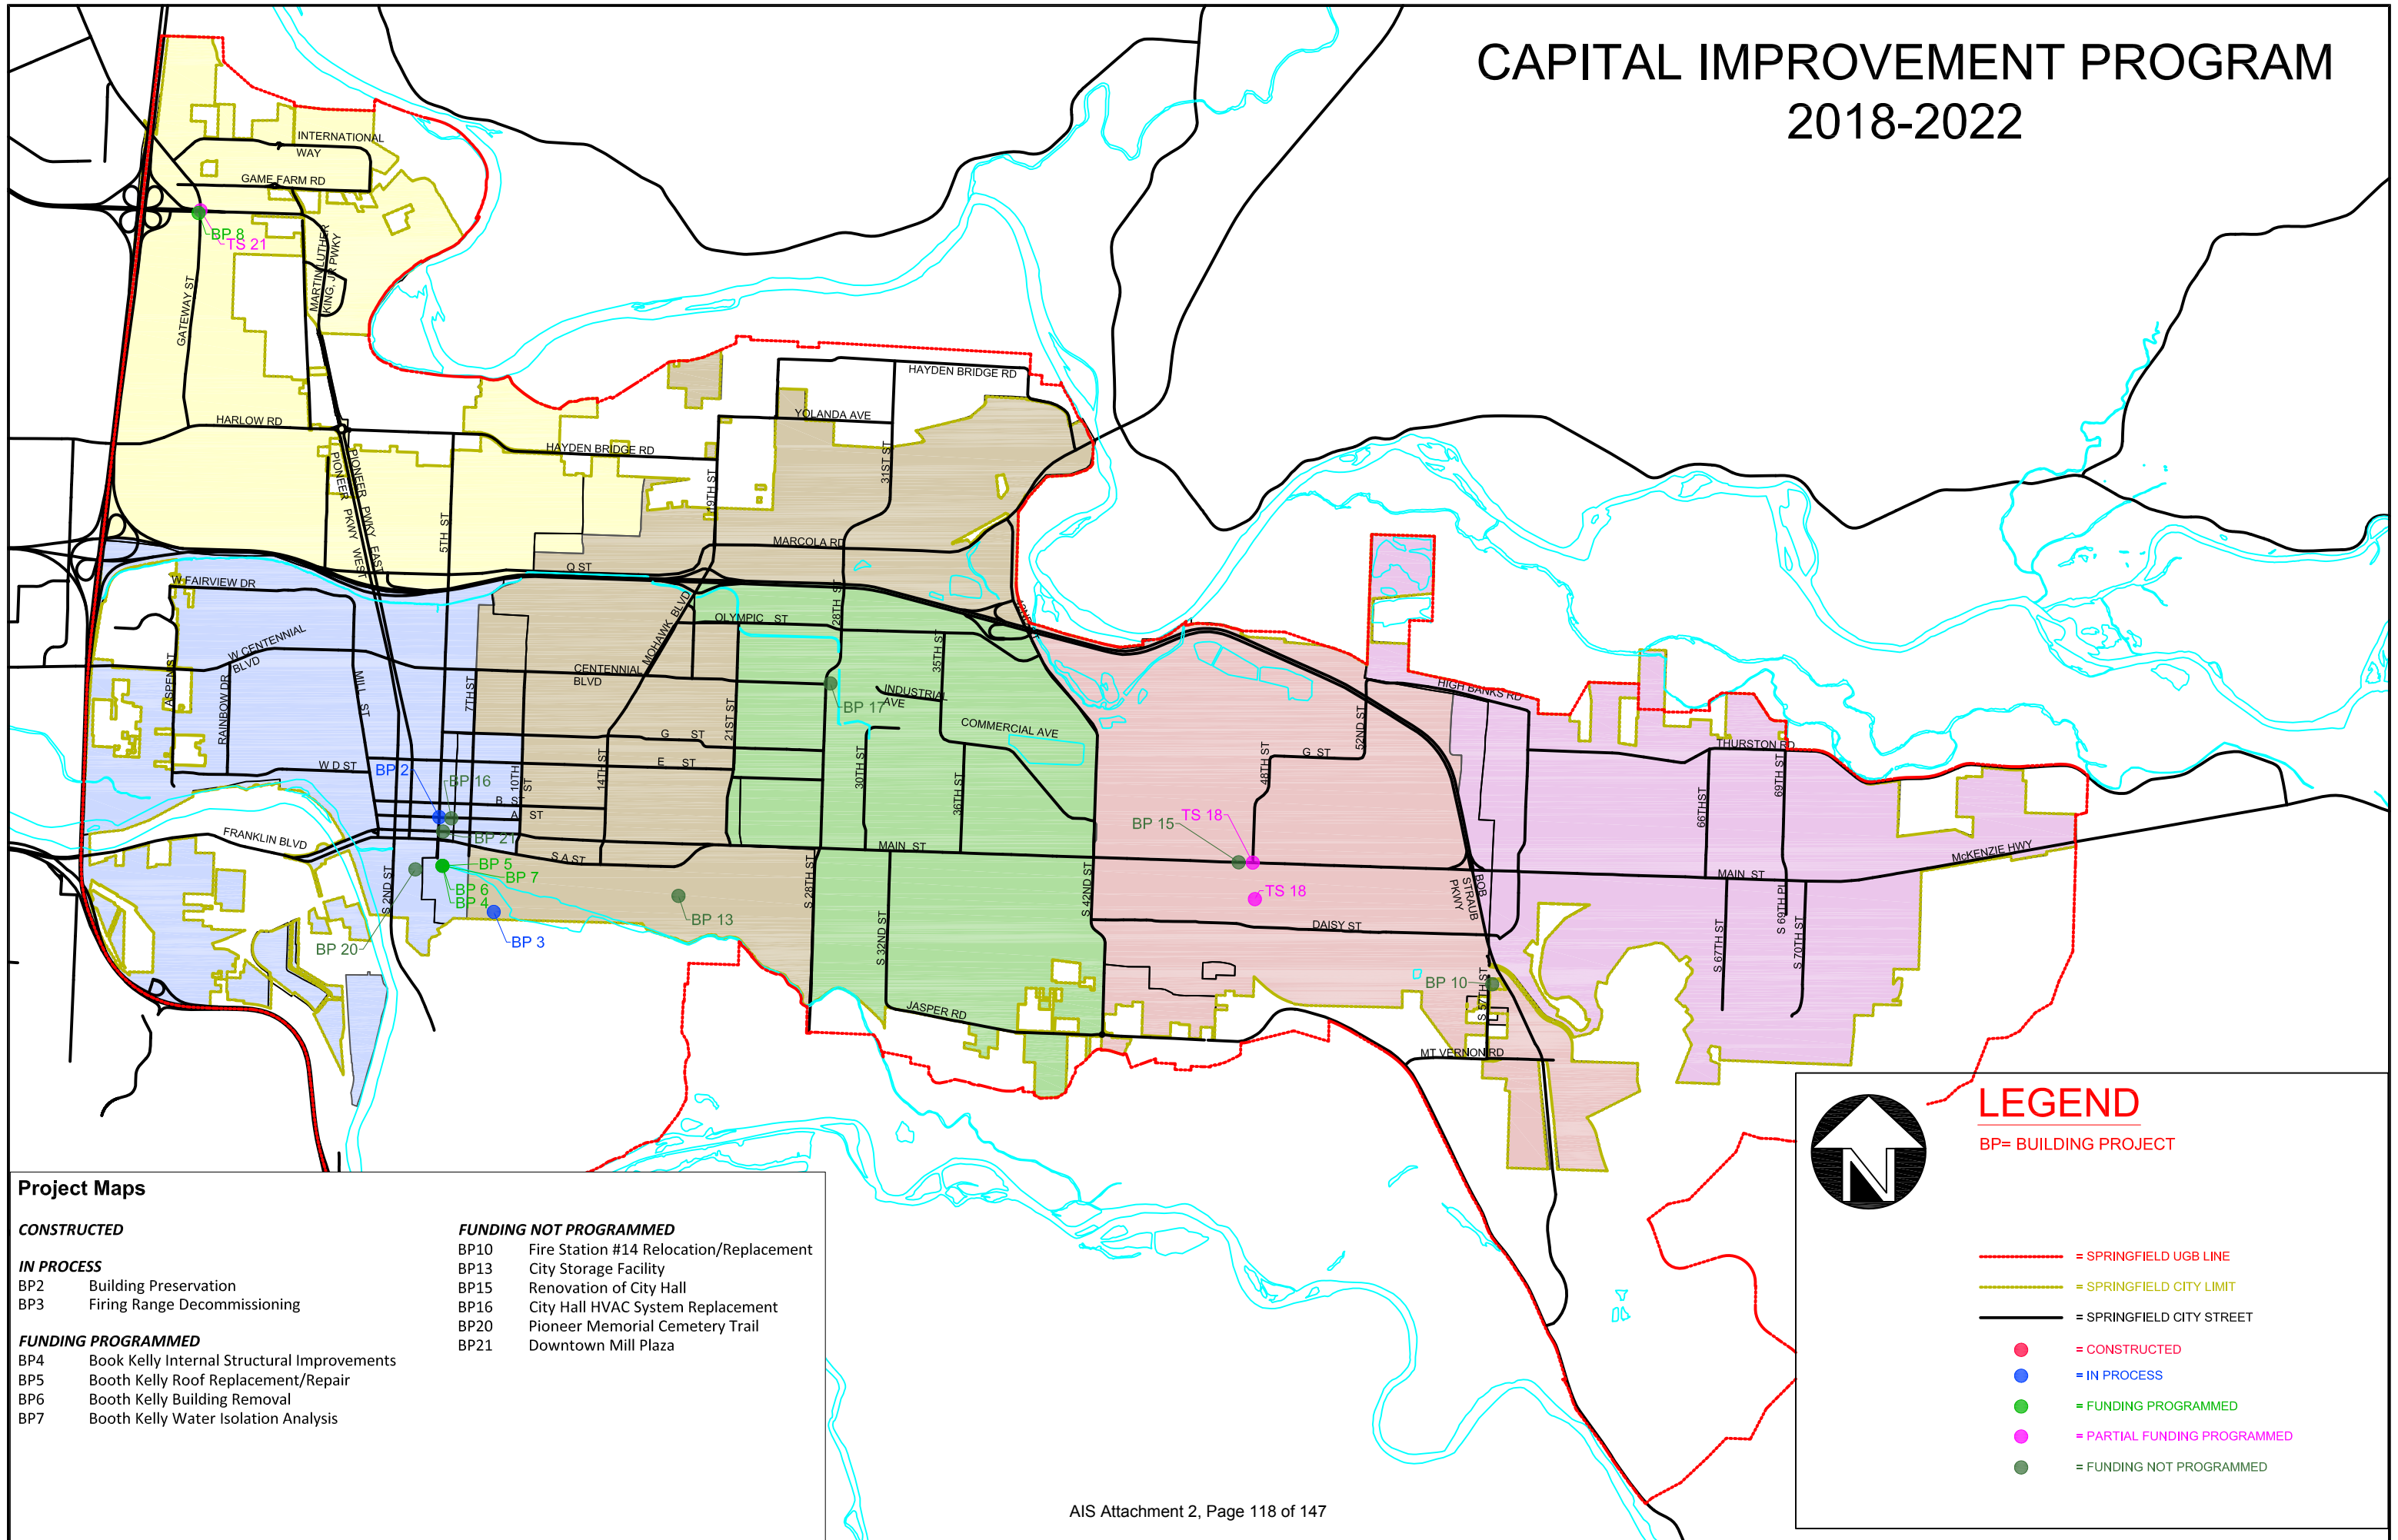 CAPITAL IMPROVEMENT PROGRAM
2018-2022
INTERNATIONAL
WAY
GAME FARM RD
BP 8
TS 21
MARTIN LUTHER
KING, JR PWKY
GATEWAY ST
HARLOW RD
HAYDEN BRIDGE RD
YOLANDA AVE
HAYDEN BRIDGE RD
PIONEER PKWY WEST
PIONEER PWKY EAST
5TH ST
19TH ST
31ST ST
MARCOLA RD
Q ST
W FAIRVIEW DR
W CENTENNIAL
BLVD
ASPEN ST
RAINBOW DR
MILL ST
7TH ST
MOHAWK BLVD
OLYMPIC ST
28TH ST
35TH ST
42ND ST
CENTENNIAL
BLVD
BP 17
INDUSTRIAL
AVE
COMMERCIAL AVE
21ST ST
G ST
E ST
W D ST
BP 2
BP 16
10TH
ST
14TH ST
B ST
A ST
BP 21
30TH ST
36TH ST
48TH ST
G ST
52ND ST
HIGH BANKS RD
THURSTON RD
66TH ST
69TH ST
FRANKLIN BLVD
S A ST
MAIN ST
BP 15
TS 18
McKENZIE HWY
MAIN ST
BP 5
BP 7
BP 6
BP 4
S 2ND ST
BP 20
BP 3
BP 13
S 28TH ST
S 32ND ST
S 42ND ST
TS 18
DAISY ST
BOB
STRAUB
PKWY
S 67TH ST
S 69TH PL
S 70TH ST
BP 10
S 57TH ST
JASPER RD
MT VERNON RD
Project Maps
CONSTRUCTED
IN PROCESS
BP2 Building Preservation
BP3 Firing Range Decommissioning
FUNDING PROGRAMMED
BP4 Book Kelly Internal Structural Improvements
BP5 Booth Kelly Roof Replacement/Repair
BP6 Booth Kelly Building Removal
BP7 Booth Kelly Water Isolation Analysis
FUNDING NOT PROGRAMMED
BP10 Fire Station #14 Relocation/Replacement
BP13 City Storage Facility
BP15 Renovation of City Hall
BP16 City Hall HVAC System Replacement
BP20 Pioneer Memorial Cemetery Trail
BP21 Downtown Mill Plaza
N
LEGEND
BP= BUILDING PROJECT
= SPRINGFIELD UGB LINE
= SPRINGFIELD CITY LIMIT
= SPRINGFIELD CITY STREET
= CONSTRUCTED
= IN PROCESS
= FUNDING PROGRAMMED
= PARTIAL FUNDING PROGRAMMED
= FUNDING NOT PROGRAMMED
AIS Attachment 2, Page 118 of 147